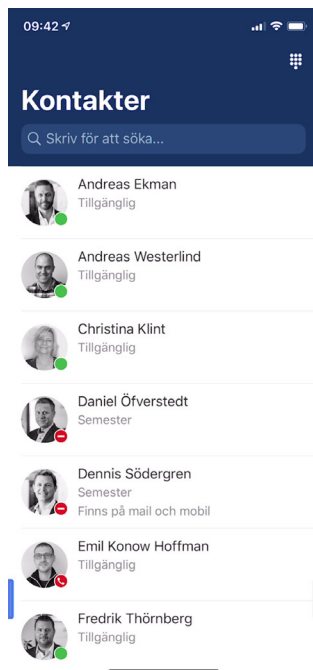 09:42
Kontakter
Skriv för att söka...
Andreas Ekman
Tillgänglig
Andreas Westerlind
Tillgänglig
Christina Klint
Tillgänglig
Daniel Öfverstedt
Semester
Dennis Södergren
Semester
Finns på mail och mobil
Emil Konow Hoffman
Tillgänglig
Fredrik Thörnberg
Tillgänglig